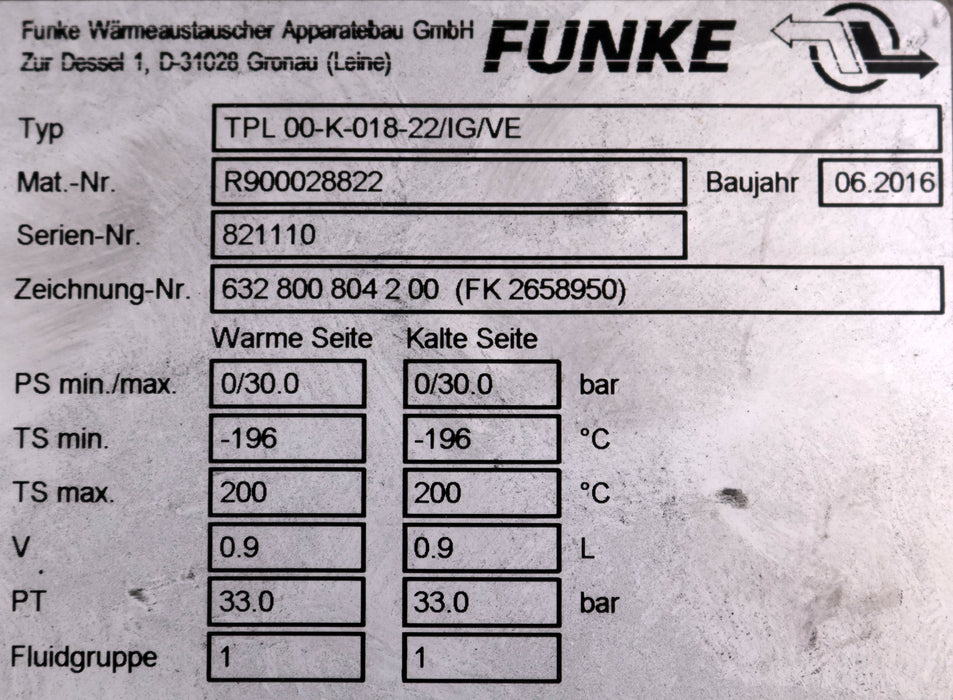 Funke Wärmeaustauscher Apparatebau GmbH
Zur Dessel 1, D-31028 Gronau (Leine)
FUNKE
Typ TPL 00-K-018-22/IG/VE
Mat.-Nr. R900028822 Baujahr 06.2016
Serien-Nr. 821110
Zeichnung-Nr. 632 800 804 2 00 (FK 2658950)
Warme Seite Kalte Seite
PS min./max. 0/30.0 0/30.0 bar
TS min. -196 -196 °C
TS max. 200 200 °C
V 0.9 0.9 L
PT 33.0 33.0 bar
Fluidgruppe 1 1